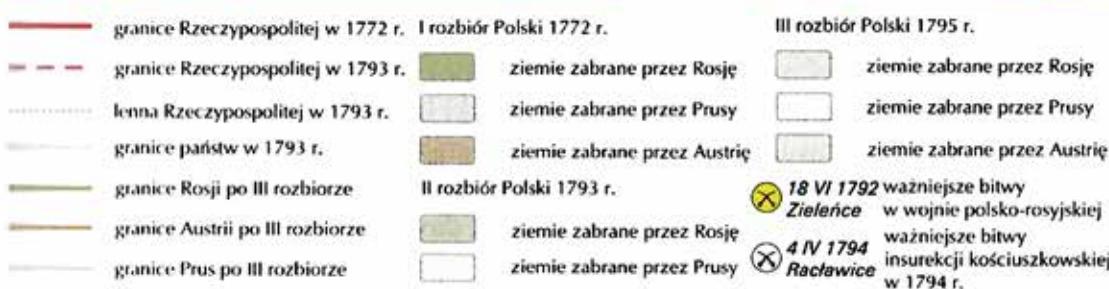 granice Rzeczypospolitej w 1772 r.
granice Rzeczypospolitej w 1793 r.
lenna Rzeczypospolitej w 1793 r.
granice państw w 1793 r.
granice Rosji po III rozbiorze
granice Austrii po III rozbiorze
granice Prus po III rozbiorze
I rozbiór Polski 1772 r.
ziemie zabrane przez Rosję
ziemie zabrane przez Prusy
ziemie zabrane przez Austrię
II rozbiór Polski 1793 r.
ziemie zabrane przez Rosję
ziemie zabrane przez Prusy
III rozbiór Polski 1795 r.
ziemie zabrane przez Rosję
ziemie zabrane przez Prusy
ziemie zabrane przez Austrię
18 VI 1792
Zieleńce
ważniejsze bitwy
w wojnie polsko-rosyjskiej
4 IV 1794
Racławice
ważniejsze bitwy
insurekcji kościuszkowskiej
w 1794 r.